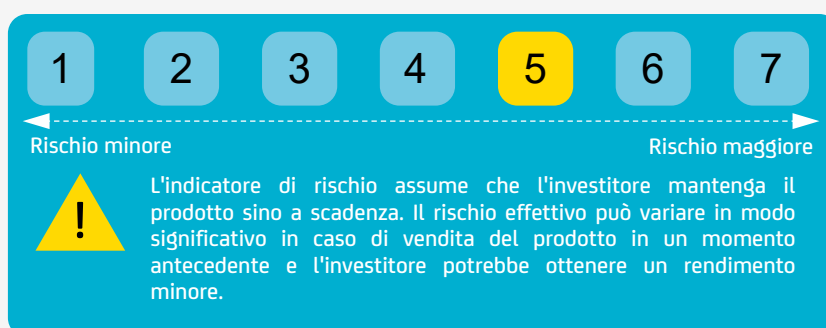 1 2 3 4 5 6 7
Rischio minore Rischio maggiore
!
L'indicatore di rischio assume che l'investitore mantenga il
prodotto sino a scadenza. Il rischio effettivo può variare in modo
significativo in caso di vendita del prodotto in un momento
antecedente e l'investitore potrebbe ottenere un rendimento
minore.